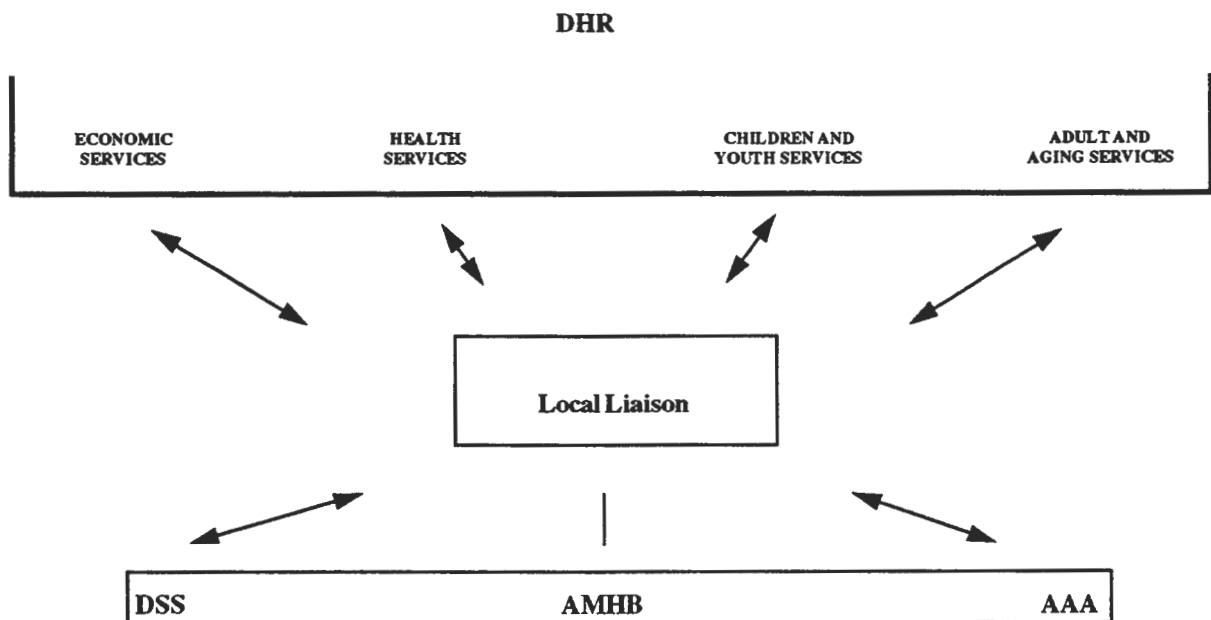 DHR
ECONOMIC
SERVICES
HEALTH
SERVICES
CHILDREN AND
YOUTH SERVICES
ADULT AND
AGING SERVICES
Local Liaison
DSS
AMHB
AAA